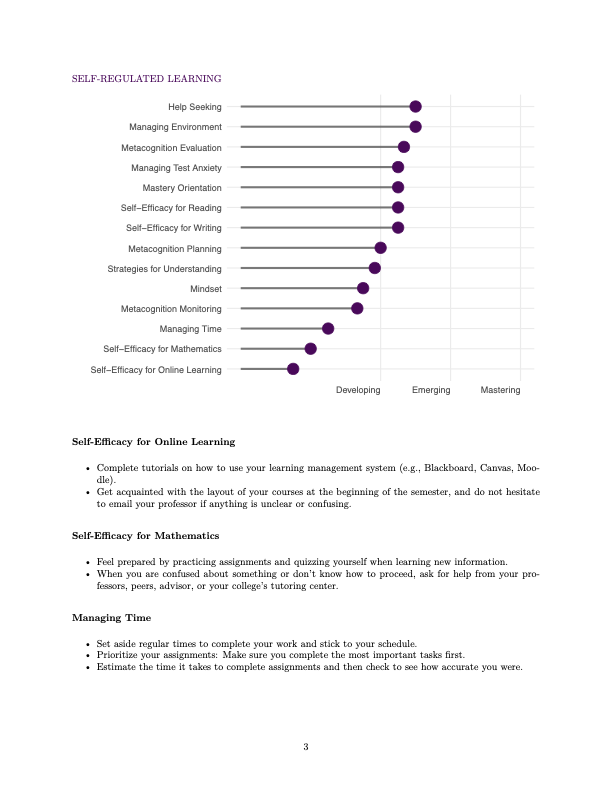 SELF-REGULATED LEARNING
Help Seeking
Managing Environment
Metacognition Evaluation
Managing Test Anxiety
Mastery Orientation
Self−Efficacy for Reading
Self−Efficacy for Writing
Metacognition Planning
Strategies for Understanding
Mindset
Metacognition Monitoring
Managing Time
Self−Efficacy for Mathematics
Self−Efficacy for Online Learning
Developing Emerging Mastering
Self-Efficacy for Online Learning
• Complete tutorials on how to use your learning management system (e.g., Blackboard, Canvas, Moo-
dle).
• Get acquainted with the layout of your courses at the beginning of the semester, and do not hesitate
to email your professor if anything is unclear or confusing.
Self-Efficacy for Mathematics
• Feel prepared by practicing assignments and quizzing yourself when learning new information.
• When you are confused about something or don't know how to proceed, ask for help from your pro-
fessors, peers, advisor, or your college's tutoring center.
Managing Time
• Set aside regular times to complete your work and stick to your schedule.
• Prioritize your assignments: Make sure you complete the most important tasks first.
• Estimate the time it takes to complete assignments and then check to see how accurate you were.
3